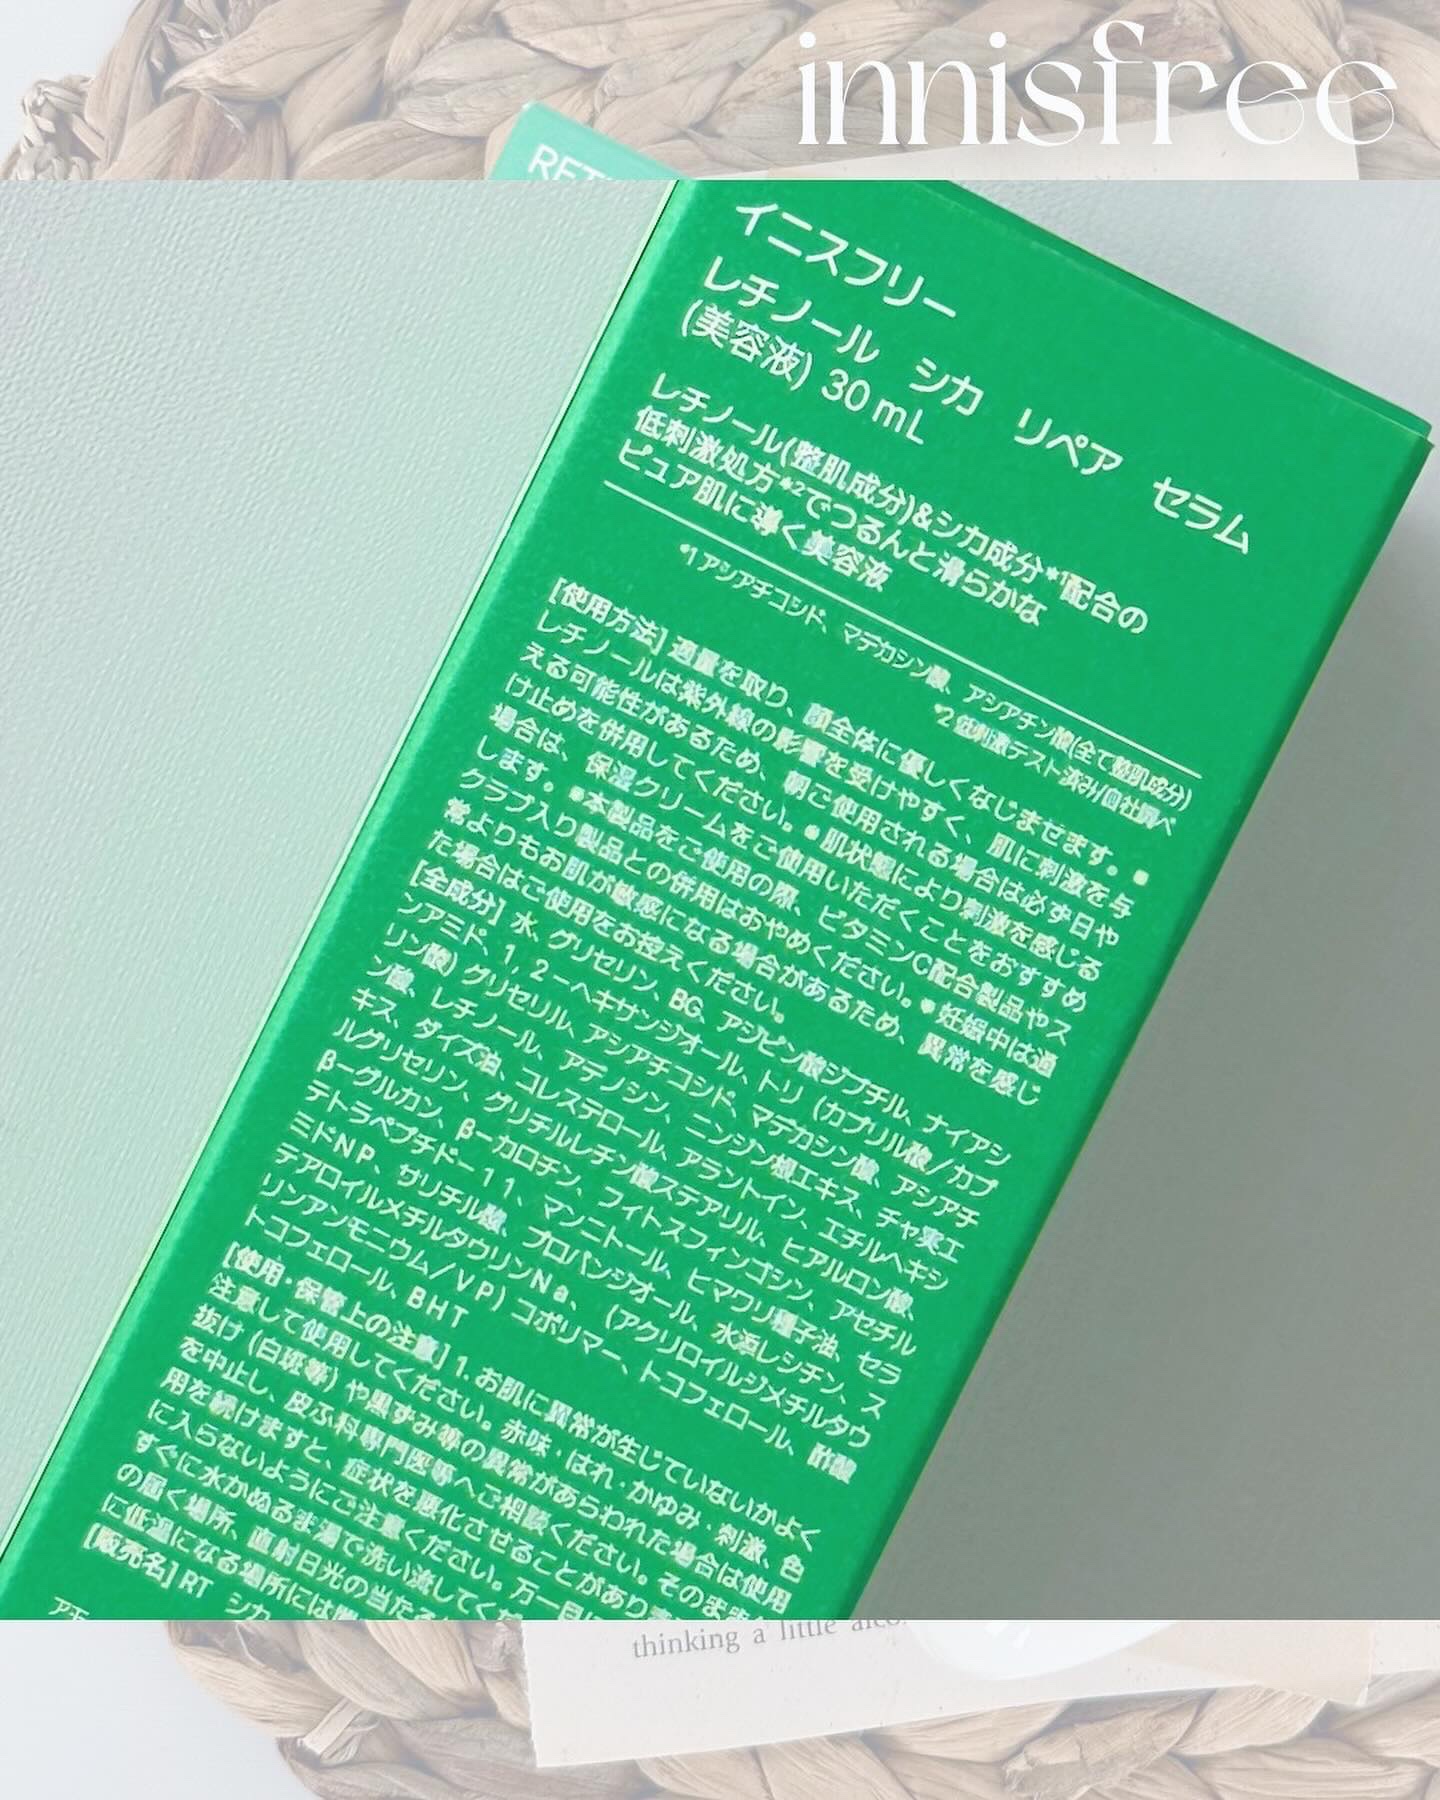 innisfree
RET
イニスフリー
レチノール シカ リペア セラム
(美容液) 30 mL
レチノール(整肌成分)&シカ成分*1配合の
低刺激処方*2でつるんと滑らかな
ピュア肌に導く美容液
*1 アシアチコシド、マデカシン酸、アシアチン酸(全て整肌成分)
*2 低刺激テスト済み/自社調べ
[使用方法] 適量を取り、顔全体に優しくなじませます。●
レチノールは紫外線の影響を受けやすく、肌に刺激を与
える可能性があるため、朝ご使用される場合は必ず日や
け止めを併用してください。●肌状態により刺激を感じる
場合は、保湿クリームをご使用いただくことをおすすめ
します。●本製品をご使用の際、ビタミンC配合製品やス
クラブ入り製品との併用はおやめください。●妊娠中は通
常よりもお肌が敏感になる場合があるため、異常を感じ
た場合はご使用をお控えください。
[全成分] 水、グリセリン、BG、アジピン酸ジブチル、ナイアシ
ンアミド、1,2－ヘキサンジオール、トリ（カプリル酸／カプ
リン酸）グリセリル、アシアチコシド、マデカシン酸、アシアチ
ン酸、レチノール、アデノシン、ニンジン根エキス、チャ実エ
キス、ダイズ油、コレステロール、アラントイン、エチルヘキシ
ルグリセリン、グリチルレチン酸ステアリル、ヒアルロン酸、
β－グルカン、β－カロチン、フィトスフィンゴシン、アセチル
テトラペプチド－11、マンニトール、ヒマワリ種子油、セラ
ミドNP、サリチル酸、プロパンジオール、水添レシチン、ス
テアロイルメチルタウリンNa、（アクリロイルジメチルタウ
リンアンモニウム／VP）コポリマー、トコフェロール、酢酸
トコフェロール、BHT
[使用・保管上の注意] 1. お肌に異常が生じていないかよく
注意して使用してください。赤味・はれ・かゆみ・刺激、色
抜け（白斑等）や黒ずみ等の異常があらわれた場合は使用
を中止し、皮ふ科専門医等へご相談ください。そのまま使
用を続けますと、症状を悪化させることがあります
に入らないようにご注意ください。万一目に
すぐに水かぬるま湯で洗い流してくだ
の届く場所、直射日光の当たる
に低温になる場所には
[販売名] RT シカ
アモ
thinking a little alco